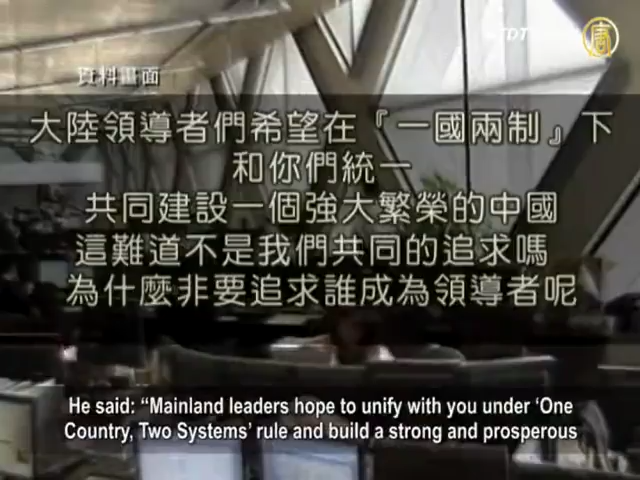 TDT
資料畫面
大陸領導者們希望在『一國兩制』下
和你們統一
共同建設一個強大繁榮的中國
這難道不是我們共同的追求嗎
為什麼非要追求誰成為領導者呢
He said: “Mainland leaders hope to unify with you under ‘One
Country, Two Systems’ rule and build a strong and prosperous